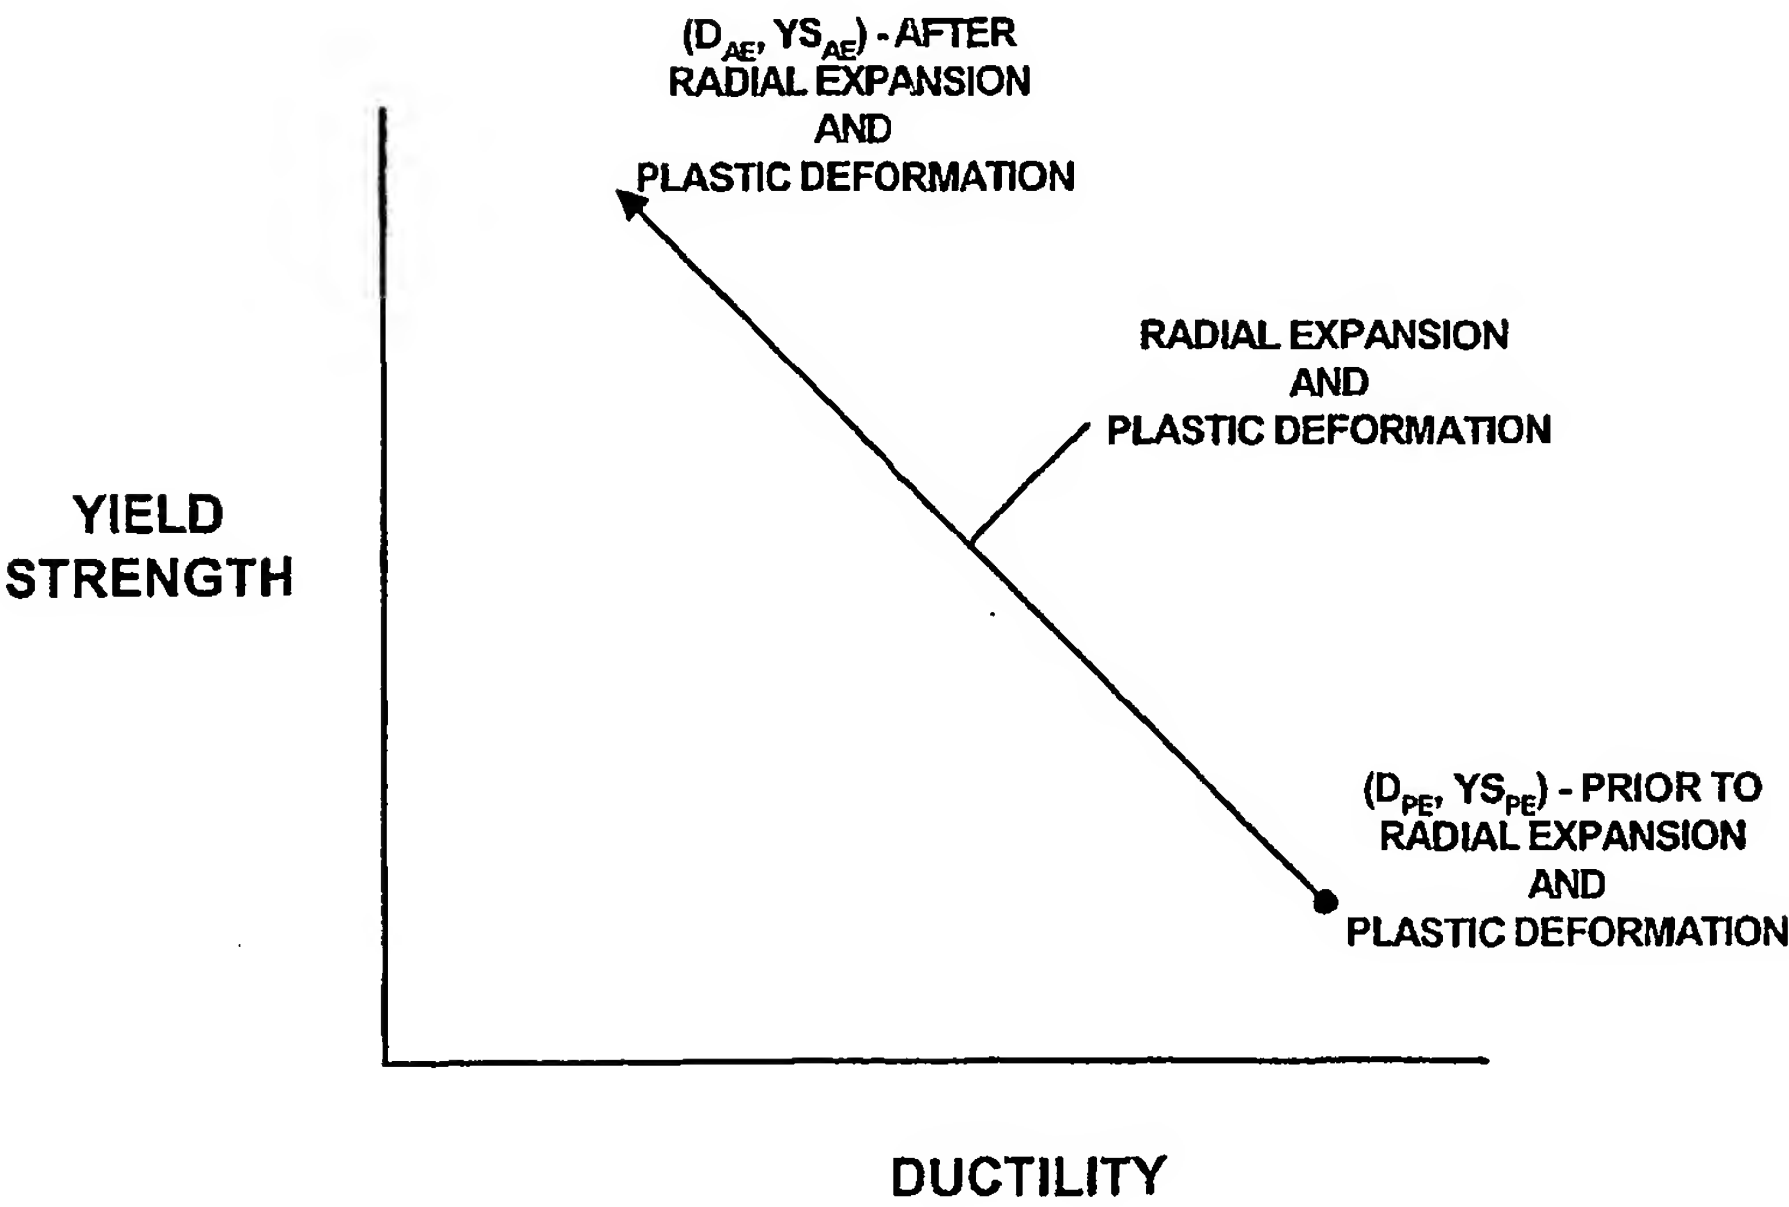 (D_AE, YS_AE) - AFTER
RADIAL EXPANSION
AND
PLASTIC DEFORMATION
RADIAL EXPANSION
AND
PLASTIC DEFORMATION
YIELD
STRENGTH
(D_PE, YS_PE) - PRIOR TO
RADIAL EXPANSION
AND
PLASTIC DEFORMATION
DUCTILITY